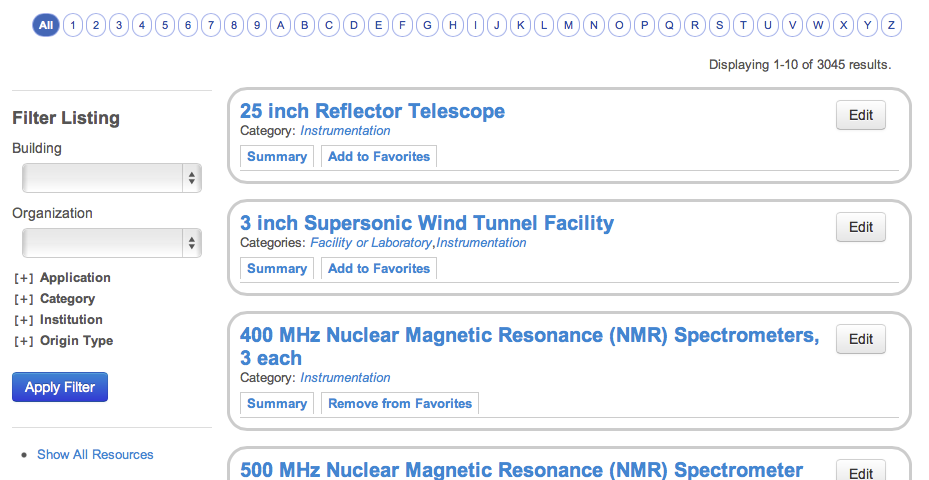 All 1 2 3 4 5 6 7 8 9 A B C D E F G H I J K L M N O P Q R S T U V W X Y Z
Displaying 1-10 of 3045 results.
Filter Listing
Building
Organization
[+] Application
[+] Category
[+] Institution
[+] Origin Type
Apply Filter
• Show All Resources
25 inch Reflector Telescope
Edit
Category: Instrumentation
Summary Add to Favorites
3 inch Supersonic Wind Tunnel Facility
Edit
Categories: Facility or Laboratory,Instrumentation
Summary Add to Favorites
400 MHz Nuclear Magnetic Resonance (NMR) Spectrometers,
3 each
Edit
Category: Instrumentation
Summary Remove from Favorites
500 MHz Nuclear Magnetic Resonance (NMR) Spectrometer
Edit